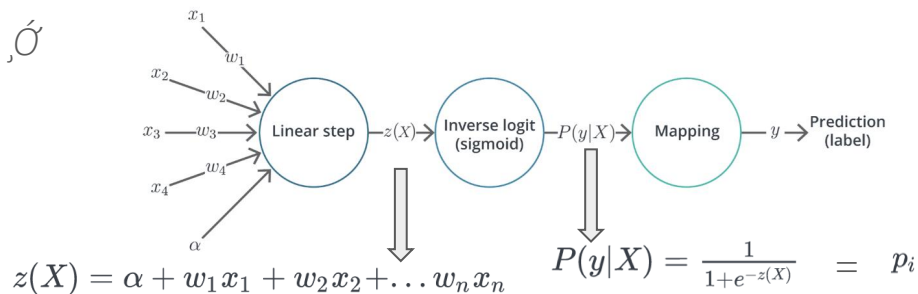 x₁
w₁
x₂
w₂
x₃
w₃
x₄
w₄
α
Linear step
z(X)
Inverse logit
(sigmoid)
P(y|X)
Mapping
y
Prediction
(label)
z(X) = α + w₁x₁ + w₂x₂+...wₙxₙ
P(y|X) = 1/(1+e^{-z(X)}) = pᵢ